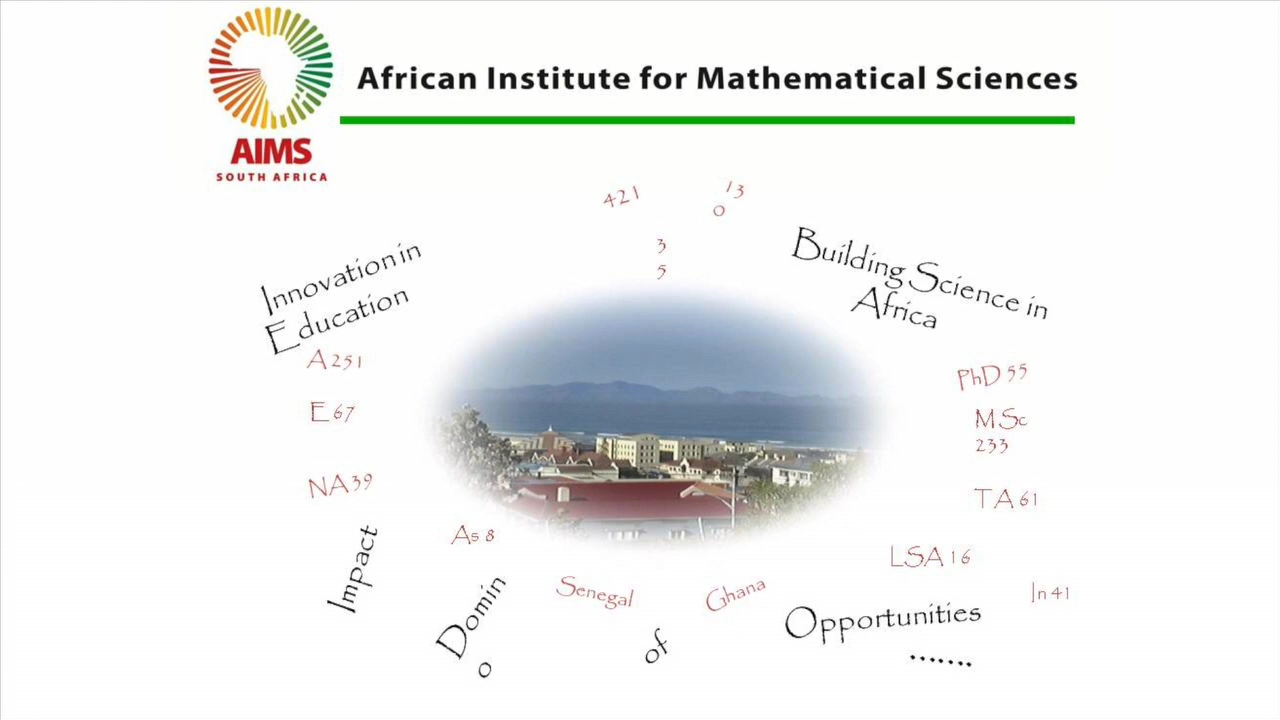 African Institute for Mathematical Sciences
AIMS
SOUTH AFRICA
421
13
0
3
5
Innovation in
Education
Building Science in
Africa
A 251
E 67
NA 39
PhD 55
MSc
233
TA 61
LSA 16
In 41
As 8
Senegal
Ghana
Impact
Domin
o
of
Opportunities
.......